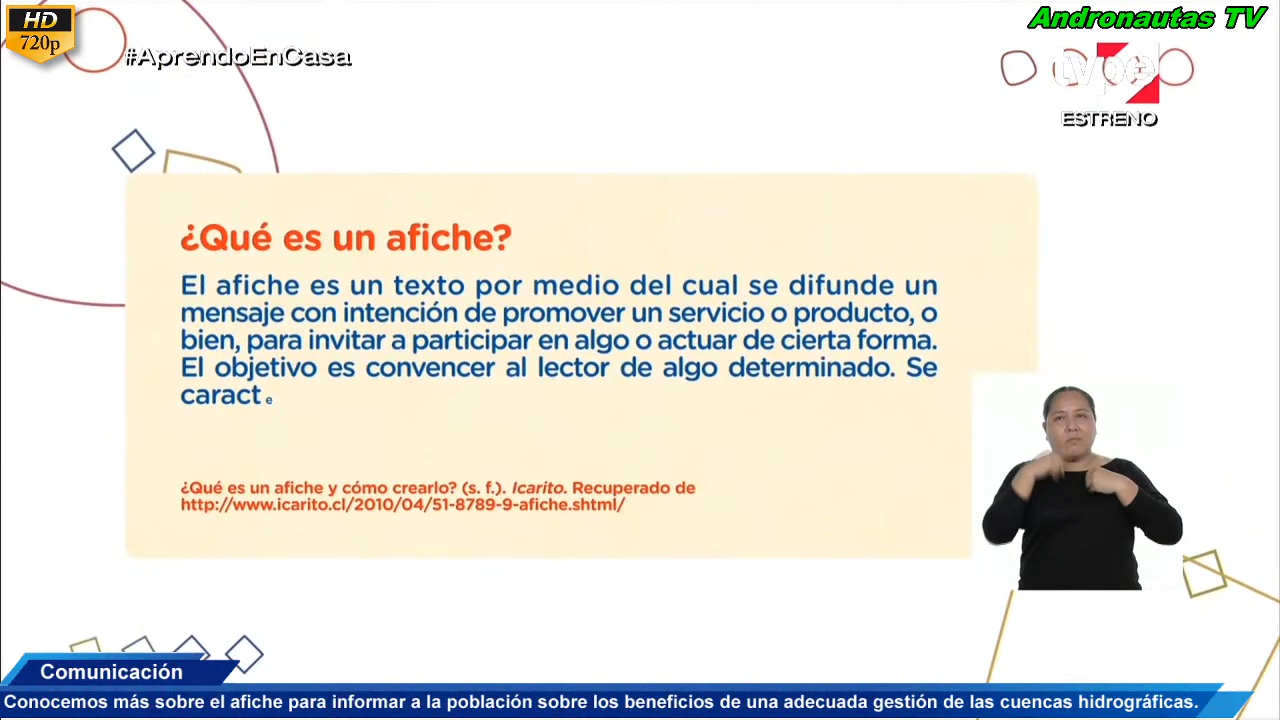 HD
720p
#AprendoEnCasa
Andronautas TV
tvpe
ESTRENO
¿Qué es un afiche?
El afiche es un texto por medio del cual se difunde un
mensaje con intención de promover un servicio o producto, o
bien, para invitar a participar en algo o actuar de cierta forma.
El objetivo es convencer al lector de algo determinado. Se
caract e
¿Qué es un afiche y cómo crearlo? (s. f.). Icarito. Recuperado de
http://www.icarito.cl/2010/04/51-8789-9-afiche.shtml/
Comunicación
Conocemos más sobre el afiche para informar a la población sobre los beneficios de una adecuada gestión de las cuencas hidrográficas.